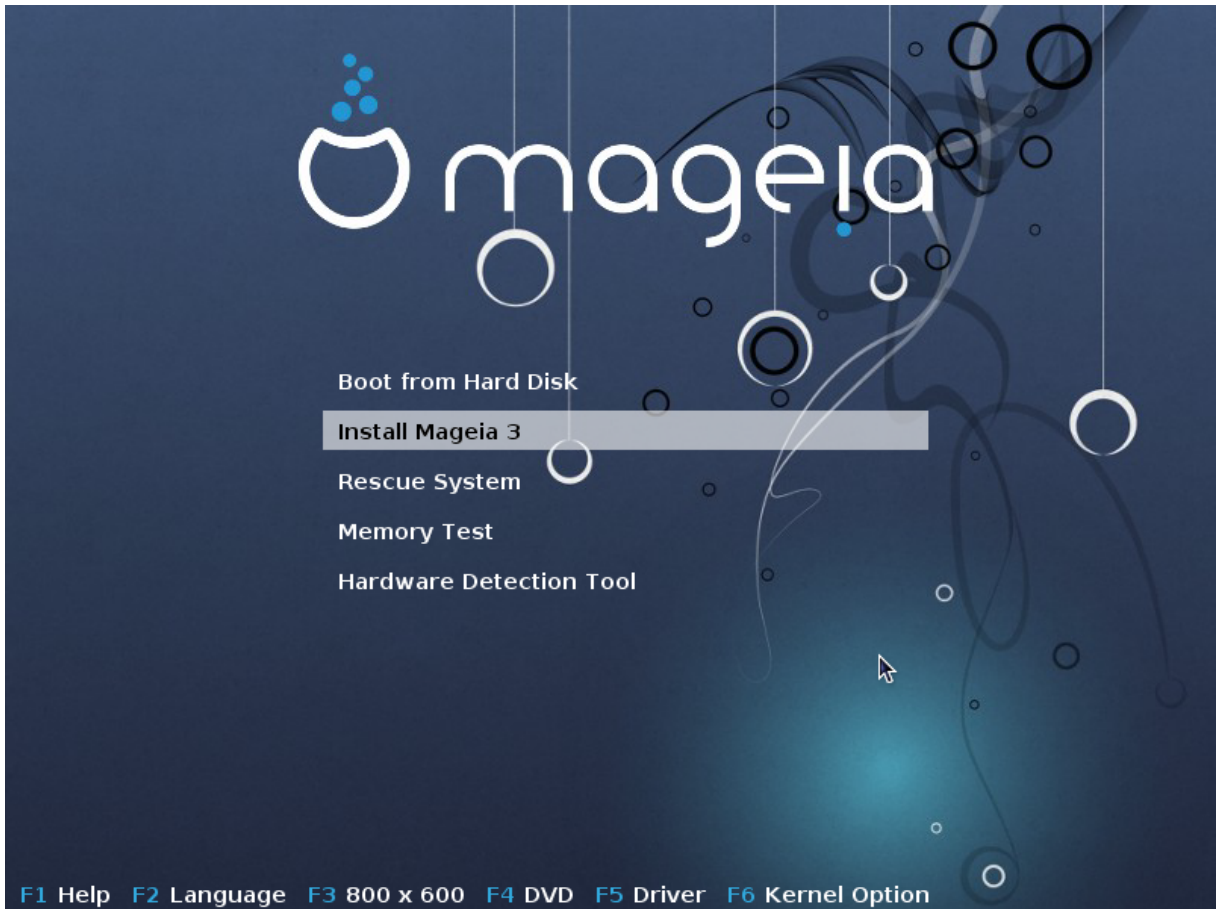 mageia
Boot from Hard Disk
Install Mageia 3
Rescue System
Memory Test
Hardware Detection Tool
F1 Help F2 Language F3 800 x 600 F4 DVD F5 Driver F6 Kernel Option